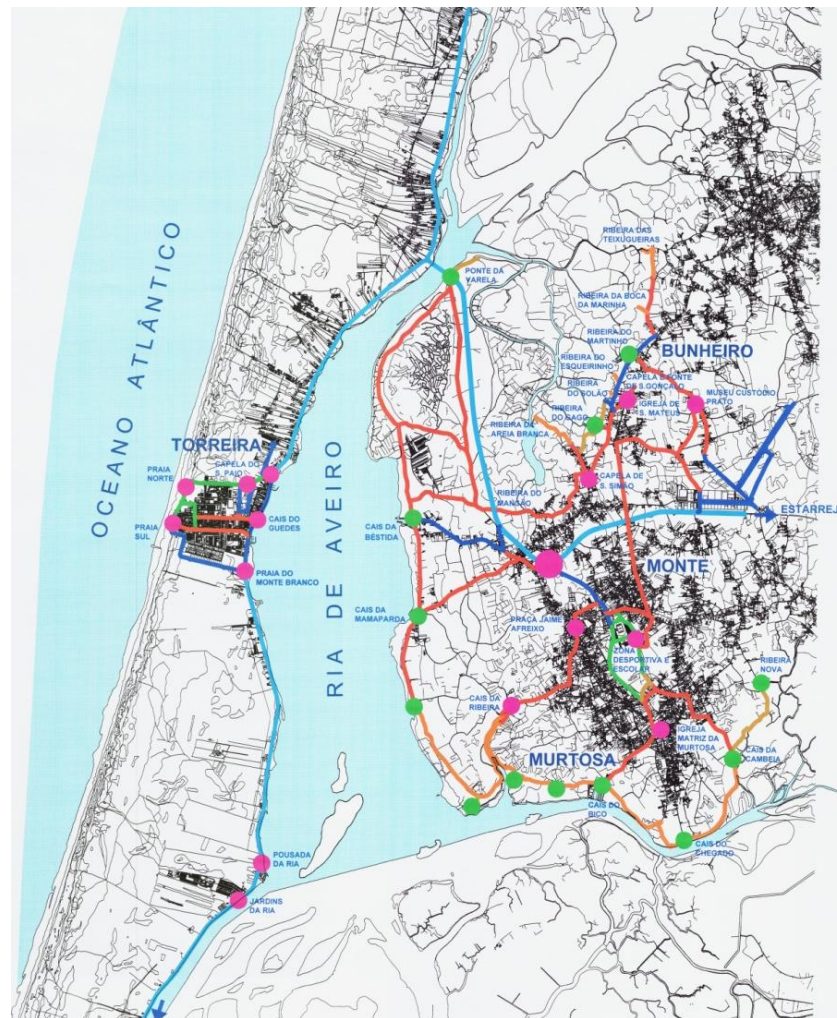 OCEANO ATLÂNTICO
RIA DE AVEIRO
RIBEIRA DAS
TEIXUGUEIRAS
PONTE DA
VARELA
RIBEIRA DA BOCA
DA MARINHA
RIBEIRA DO
MARTINHO
BUNHEIRO
RIBEIRA DO
ESQUEIRINHO
CAPELA E FONTE
DE S.GONÇALO
MUSEU CUSTÓDIO
PRATO
RIBEIRA
DO SOLÃO
IGREJA DE
S. MATEUS
RIBEIRA
DO GAGO
RIBEIRA DA
AREIA BRANCA
TORREIRA
CAPELA DO
S. PAIO
PRAIA
NORTE
CAPELA DE
S. SIMÃO
RIBEIRA DO
MANSÃO
PRAIA
SUL
CAIS DO
GUEDES
CAIS DA
BÉSTIDA
ESTARREJ
PRAIA DO
MONTE BRANCO
MONTE
CAIS DA
MAMAPARDA
PRAÇA JAIME
AFREIXO
ZONA
DESPORTIVA E
ESCOLAR
RIBEIRA
NOVA
CAIS DA
RIBEIRA
IGREJA
MATRIZ DA
MURTOSA
MURTOSA
CAIS DA
CAMBEIA
CAIS DO
BICO
CAIS DO
CHEGADO
POUSADA
DA RIA
JARDINS
DA RIA